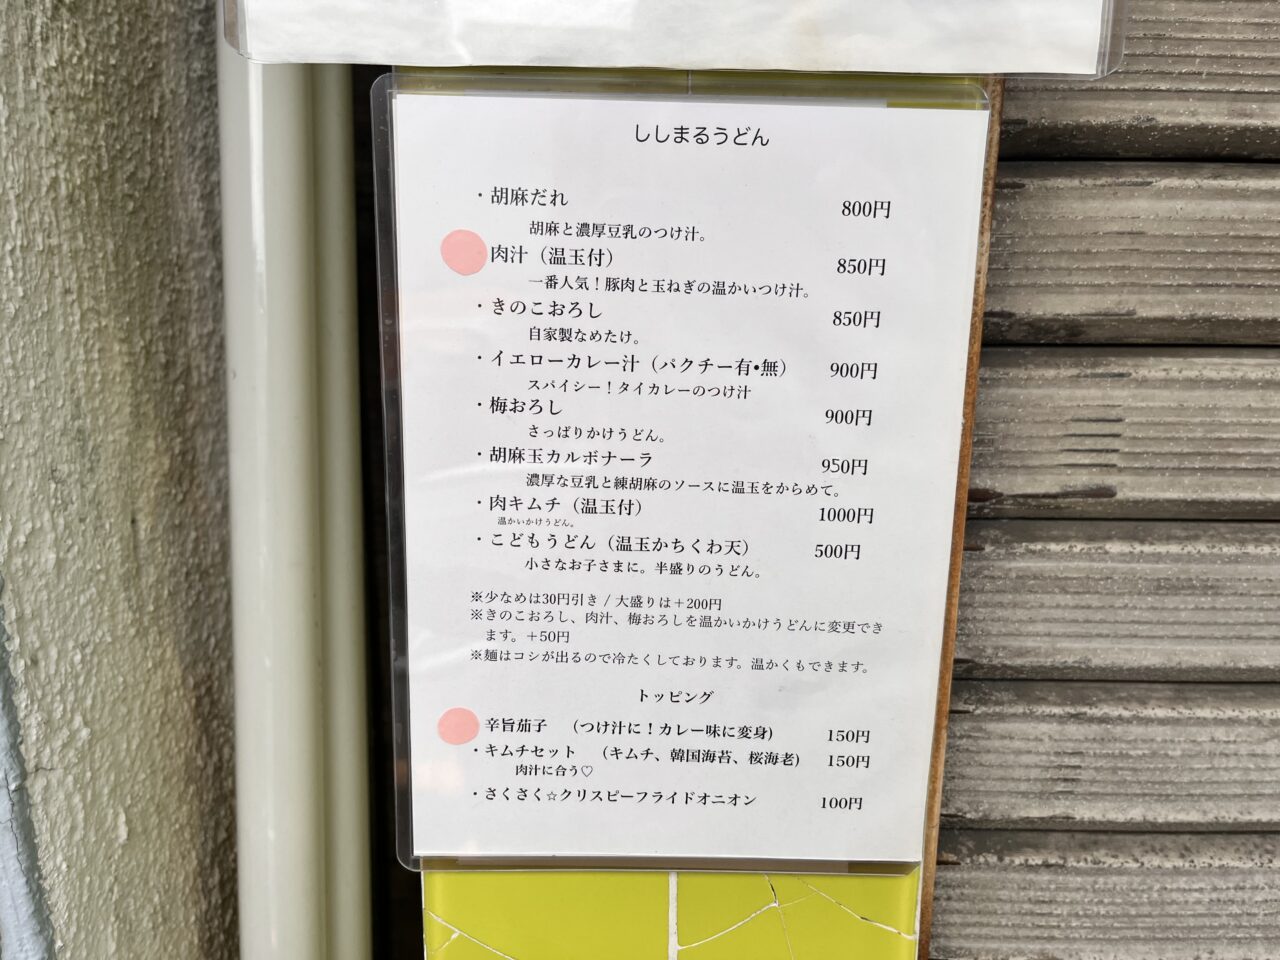 ししまるうどん
・胡麻だれ 800円
胡麻と濃厚豆乳のつけ汁。
肉汁（温玉付） 850円
一番人気！豚肉と玉ねぎの温かいつけ汁。
・きのこおろし 850円
自家製なめたけ。
・イエローカレー汁（パクチー有•無） 900円
スパイシー！タイカレーのつけ汁
・梅おろし 900円
さっぱりかけうどん。
・胡麻玉カルボナーラ 950円
濃厚な豆乳と練胡麻のソースに温玉をからめて。
・肉キムチ（温玉付） 1000円
温かいかけうどん。
・こどもうどん（温玉かちくわ天） 500円
小さなお子さまに。半盛りのうどん。
※少なめは30円引き / 大盛りは＋200円
※きのこおろし、肉汁、梅おろしを温かいかけうどんに変更でき
ます。＋50円
※麺はコシが出るので冷たくしております。温かくもできます。
トッピング
辛旨茄子 （つけ汁に！カレー味に変身) 150円
・キムチセット （キムチ、韓国海苔、桜海老) 150円
肉汁に合う♡
・さくさく☆クリスピーフライドオニオン 100円